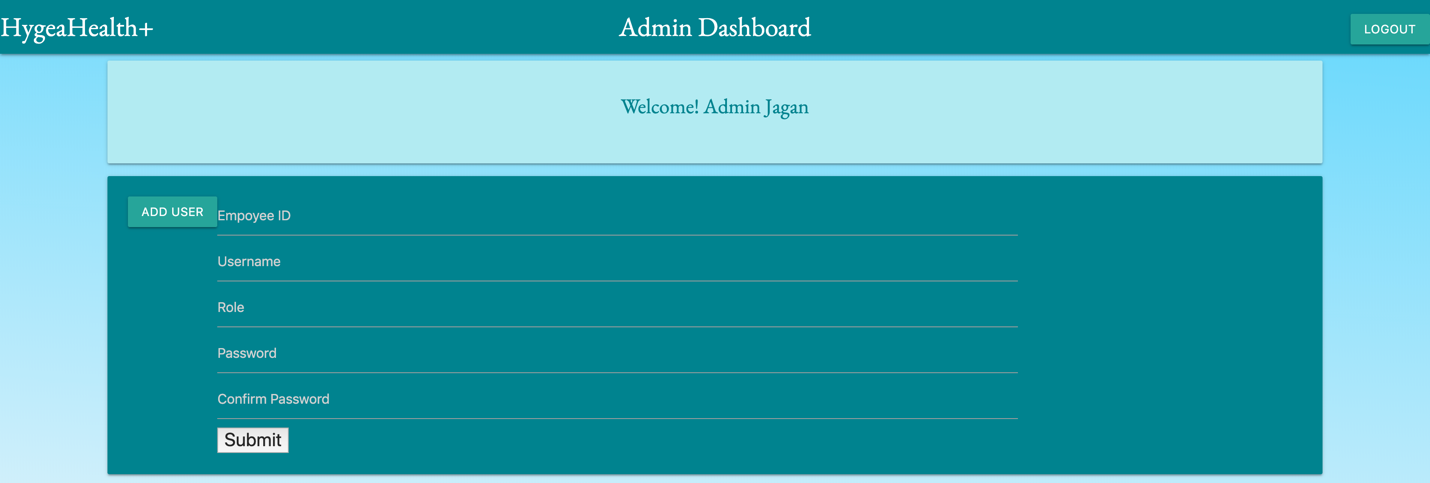 HygeaHealth+
Admin Dashboard
LOGOUT
Welcome! Admin Jagan
ADD USER
Empoyee ID
Username
Role
Password
Confirm Password
Submit